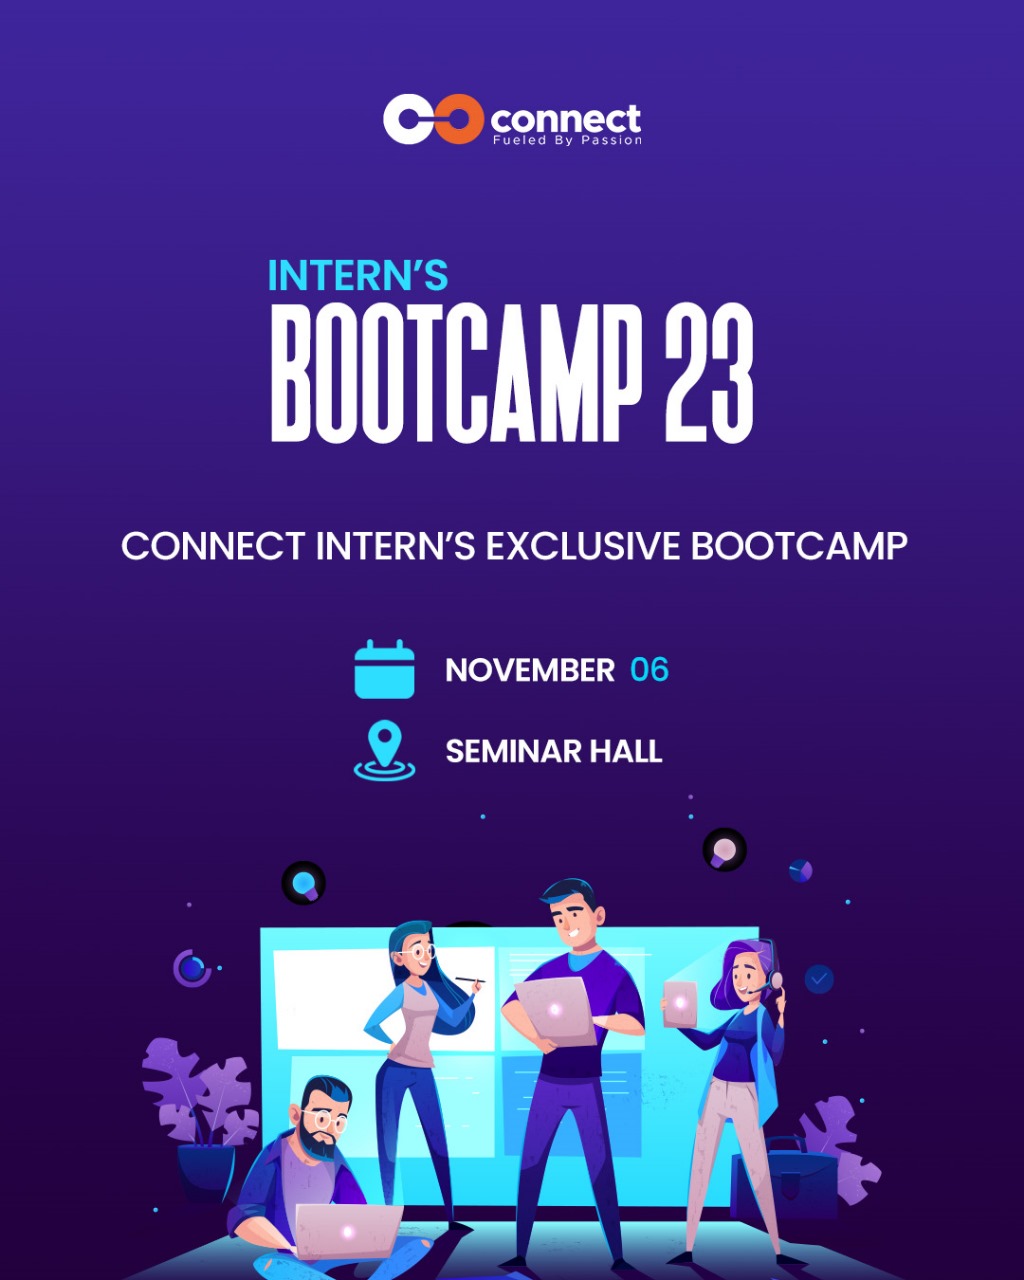 connect
Fueled By Passion
INTERN’S
BOOTCAMP 23
CONNECT INTERN’S EXCLUSIVE BOOTCAMP
NOVEMBER 06
SEMINAR HALL